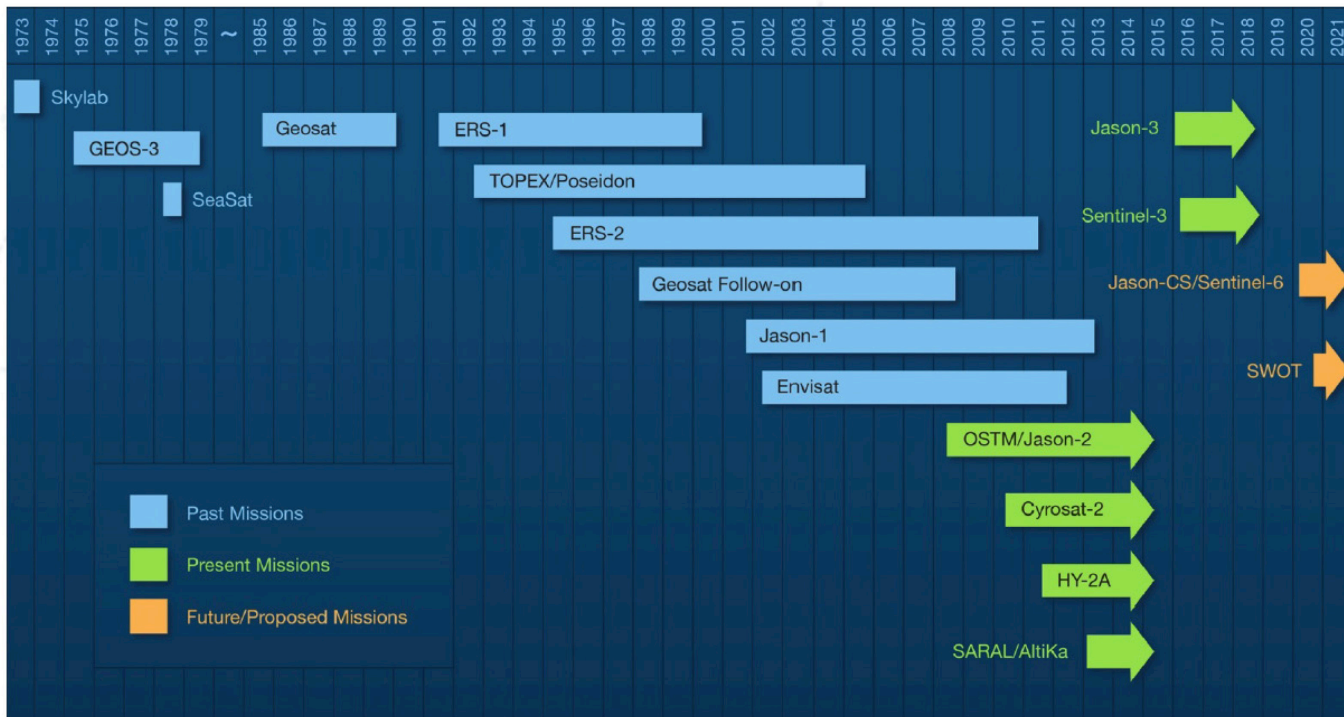 1973 1974 1975 1976 1977 1978 1979 ~ 1985 1986 1987 1988 1989 1990 1991 1992 1993 1994 1995 1996 1997 1998 1999 2000 2001 2002 2003 2004 2005 2006 2007 2008 2009 2010 2011 2012 2013 2014 2015 2016 2017 2018 2019 2020 2021
Skylab
Geosat
ERS-1
Jason-3
GEOS-3
TOPEX/Poseidon
SeaSat
Sentinel-3
ERS-2
Geosat Follow-on
Jason-CS/Sentinel-6
Jason-1
SWOT
Envisat
OSTM/Jason-2
Cyrosat-2
HY-2A
SARAL/AltiKa
Past Missions
Present Missions
Future/Proposed Missions